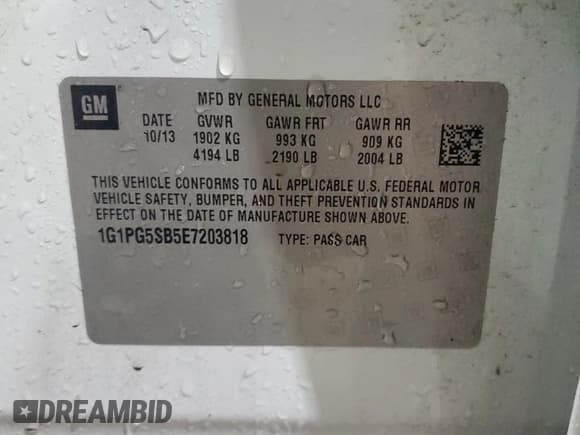 GM
MFD BY GENERAL MOTORS LLC
DATE GVWR GAWR FRT GAWR RR
10/13 1902 KG 993 KG 909 KG
4194 LB 2190 LB 2004 LB
THIS VEHICLE CONFORMS TO ALL APPLICABLE U.S. FEDERAL MOTOR
VEHICLE SAFETY, BUMPER, AND THEFT PREVENTION STANDARDS IN
EFFECT ON THE DATE OF MANUFACTURE SHOWN ABOVE.
1G1PG5SB5E7203818 TYPE: PASS CAR
DREAMBID